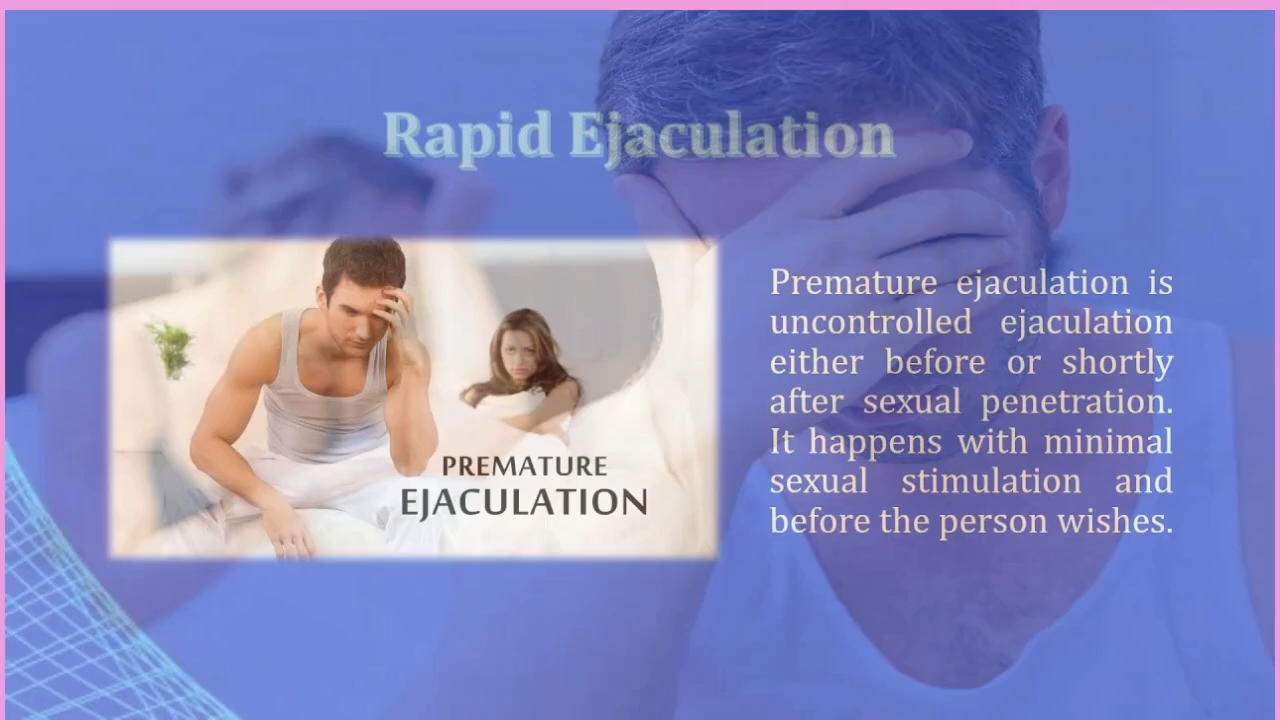 Rapid Ejaculation
PREMATURE
EJACULATION
Premature ejaculation is
uncontrolled ejaculation
either before or shortly
after sexual penetration.
It happens with minimal
sexual stimulation and
before the person wishes.